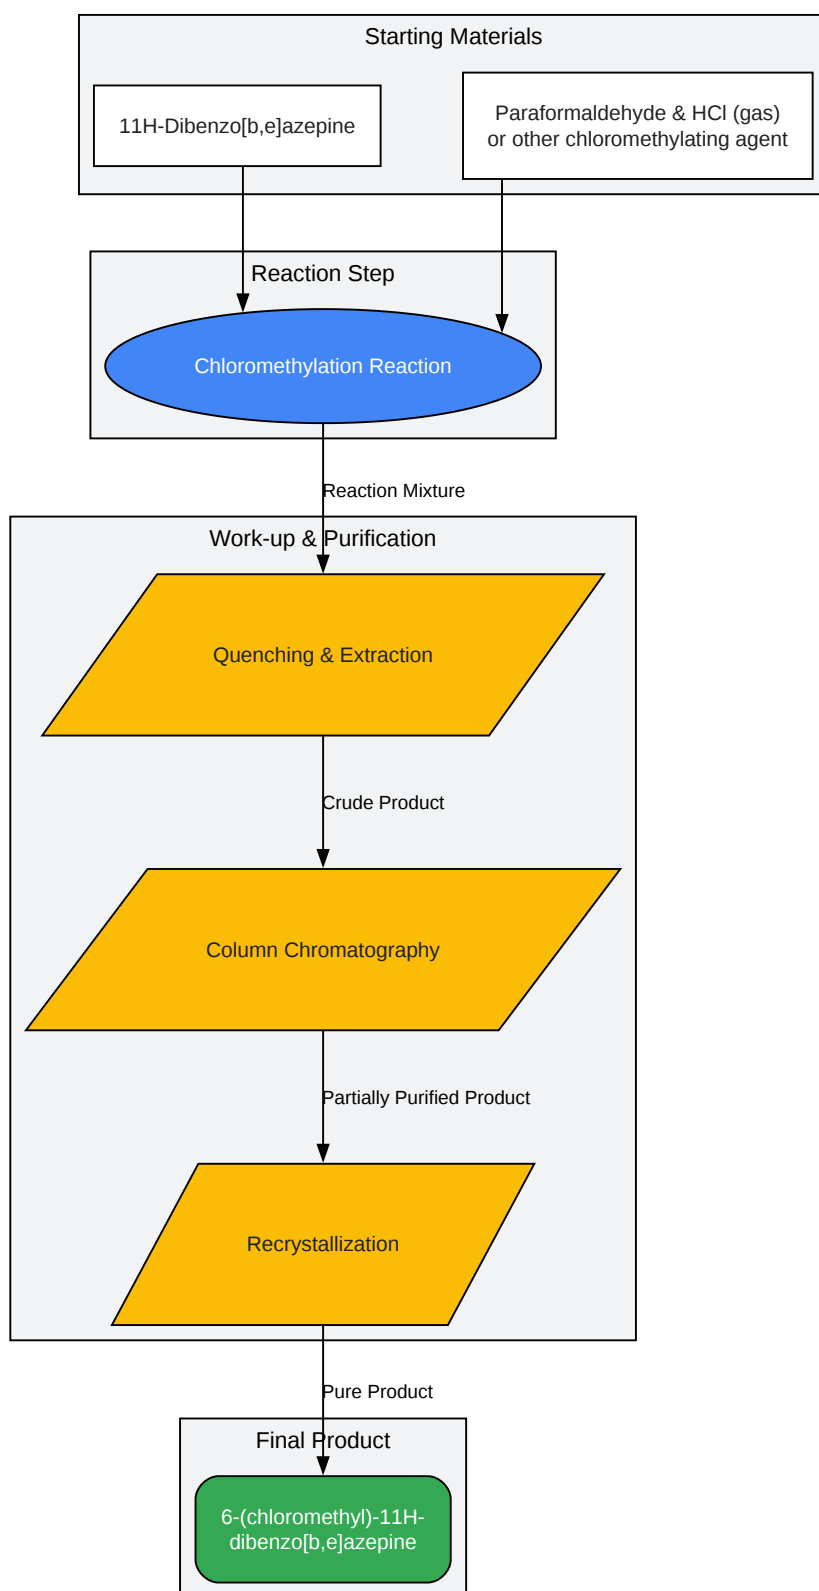 Starting Materials
11H-Dibenzo[b,e]azepine
Paraformaldehyde & HCl (gas)
or other chloromethylating agent
Reaction Step
Chloromethylation Reaction
Reaction Mixture
Work-up & Purification
Quenching & Extraction
Crude Product
Column Chromatography
Partially Purified Product
Recrystallization
Pure Product
Final Product
6-(chloromethyl)-11H-
dibenzo[b,e]azepine